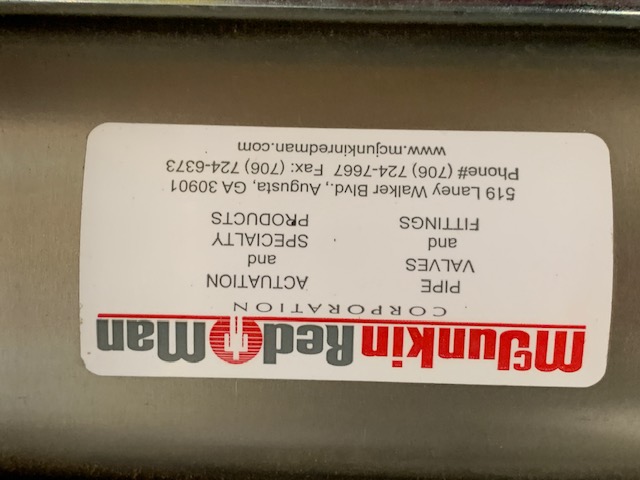 McJunkin Red Man
CORPORATION
PIPE
VALVES
and
FITTINGS
ACTUATION
and
SPECIALTY
PRODUCTS
519 Laney Walker Blvd., Augusta, GA 30901
Phone# (706) 724-7667 Fax: (706) 724-6373
www.mcjunkinredman.com